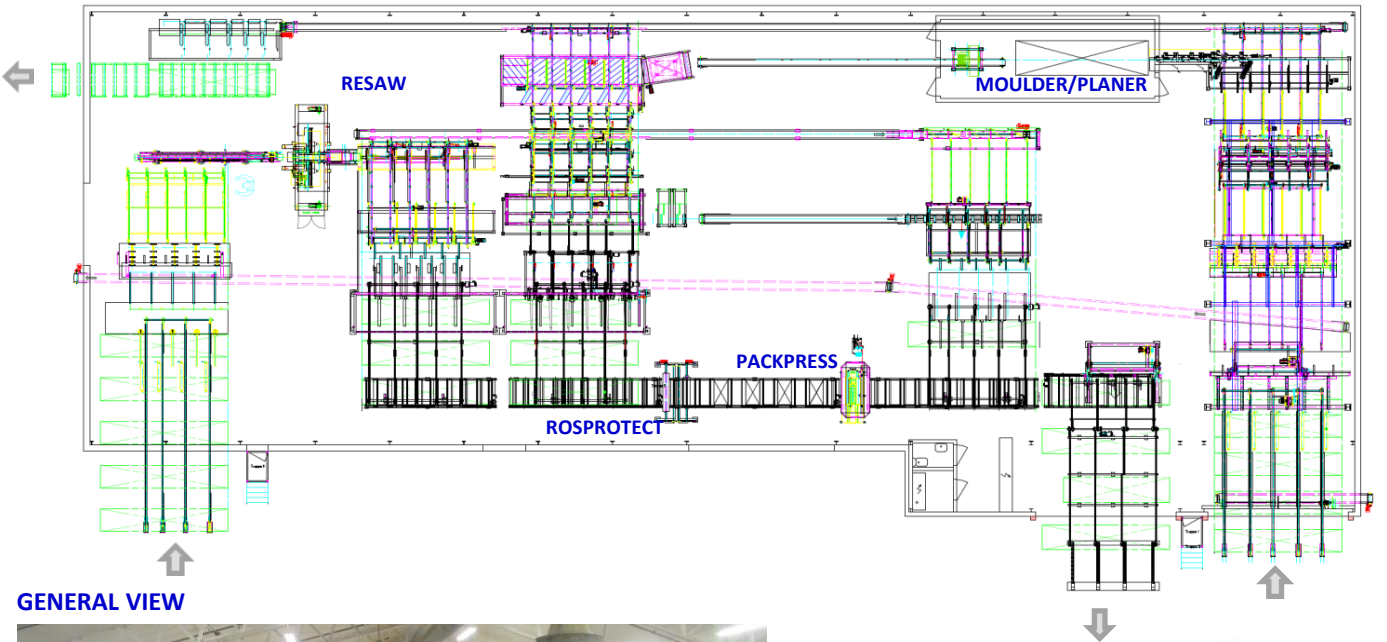 RESAW
MOULDER/PLANER
PACKPRESS
ROSPROTECT
GENERAL VIEW